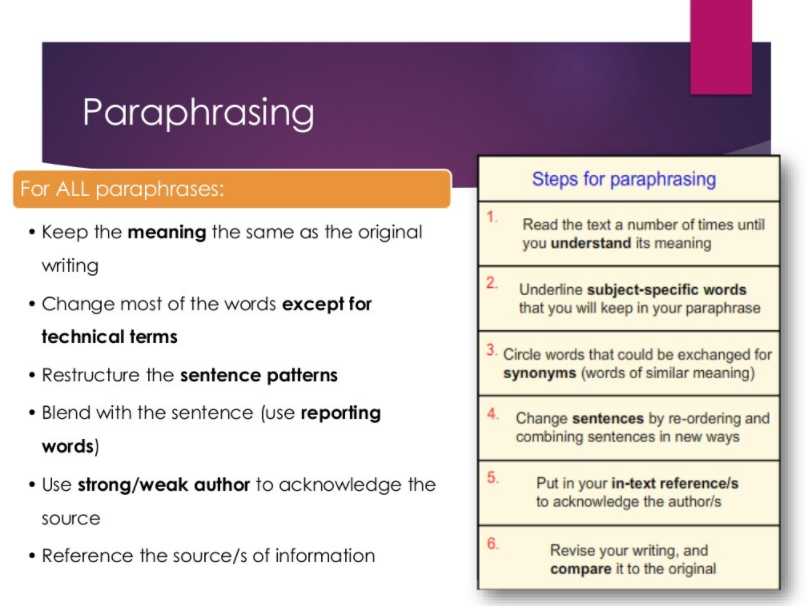 Paraphrasing
For ALL paraphrases:
• Keep the meaning the same as the original
writing
• Change most of the words except for
technical terms
• Restructure the sentence patterns
• Blend with the sentence (use reporting
words)
• Use strong/weak author to acknowledge the
source
• Reference the source/s of information
Steps for paraphrasing
1. Read the text a number of times until
you understand its meaning
2. Underline subject-specific words
that you will keep in your paraphrase
3. Circle words that could be exchanged for
synonyms (words of similar meaning)
4. Change sentences by re-ordering and
combining sentences in new ways
5. Put in your in-text reference/s
to acknowledge the author/s
6. Revise your writing, and
compare it to the original